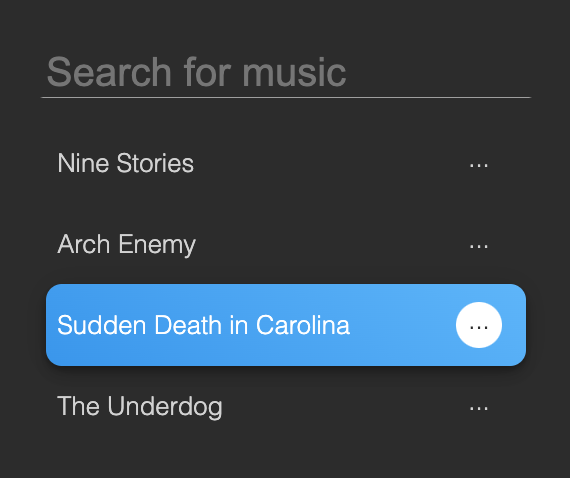 Search for music
Nine Stories ...
Arch Enemy ...
Sudden Death in Carolina ...
The Underdog ...